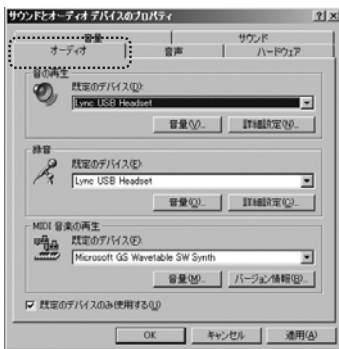 サウンドとオーディオ デバイスのプロパティ
音量 サウンド
オーディオ 音声 ハードウェア
音の再生
既定のデバイス(D):
Lync USB Headset
音量(V)... 詳細設定(N)...
録音
既定のデバイス(E):
Lync USB Headset
音量(O)... 詳細設定(C)...
MIDI 音楽の再生
既定のデバイス(F):
Microsoft GS Wavetable SW Synth
音量(M)... バージョン情報(B)...
既定のデバイスのみ使用する(U)
OK キャンセル 適用(A)